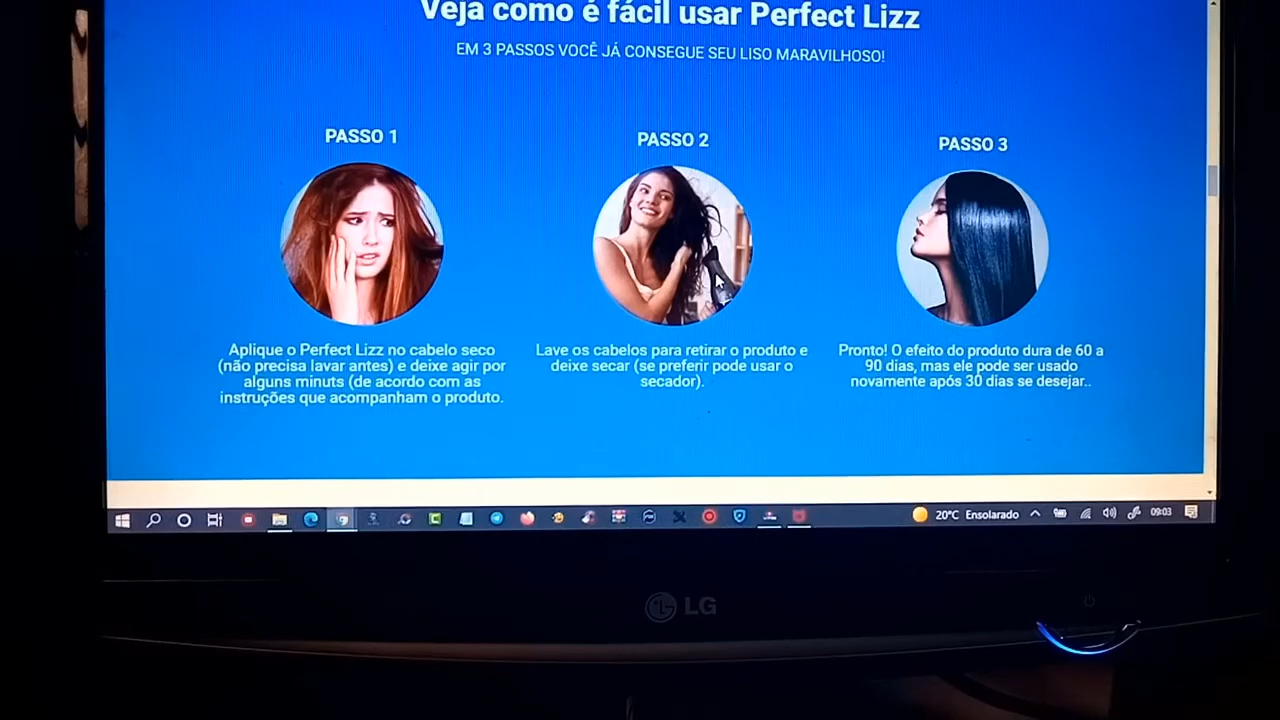 Veja como é fácil usar Perfect Lizz
EM 3 PASSOS VOCÊ JÁ CONSEGUE SEU LISO MARAVILHOSO!
PASSO 1
Aplique o Perfect Lizz no cabelo seco
(não precisa lavar antes) e deixe agir por
alguns minuts (de acordo com as
instruções que acompanham o produto.
PASSO 2
Lave os cabelos para retirar o produto e
deixe secar (se preferir pode usar o
secador).
PASSO 3
Pronto! O efeito do produto dura de 60 a
90 dias, mas ele pode ser usado
novamente após 30 dias se desejar..
20°C Ensolarado
09:03
LG